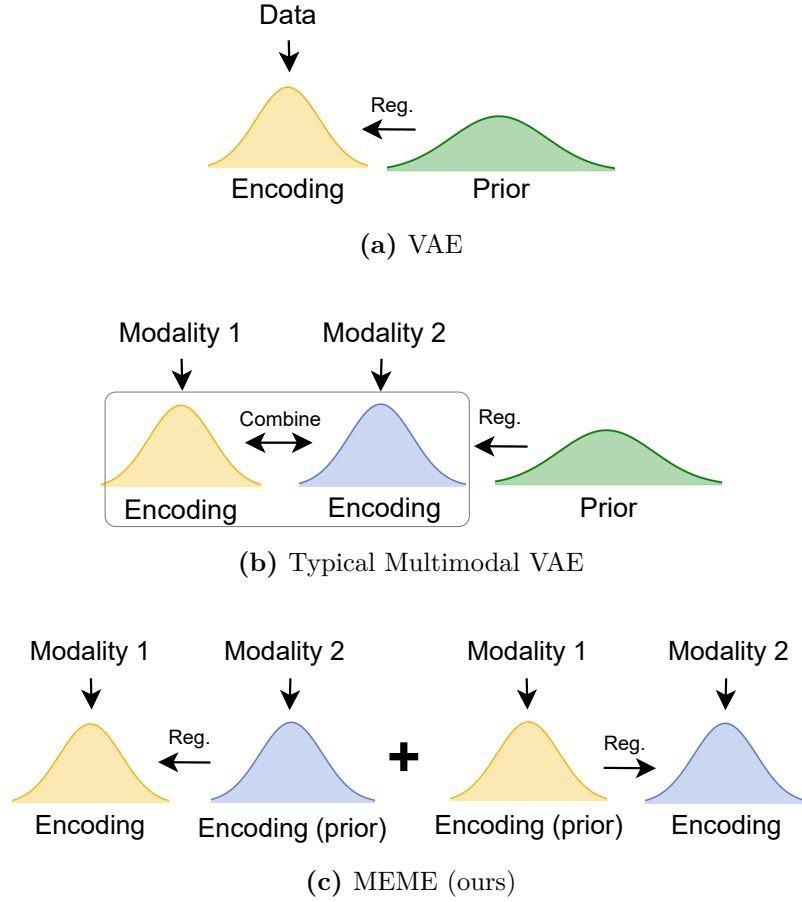 Data
Reg.
Encoding Prior
(a) VAE
Modality 1 Modality 2
Combine Reg.
Encoding Encoding Prior
(b) Typical Multimodal VAE
Modality 1 Modality 2 Modality 1 Modality 2
Reg. + Reg.
Encoding Encoding (prior) Encoding (prior) Encoding
(c) MEME (ours)